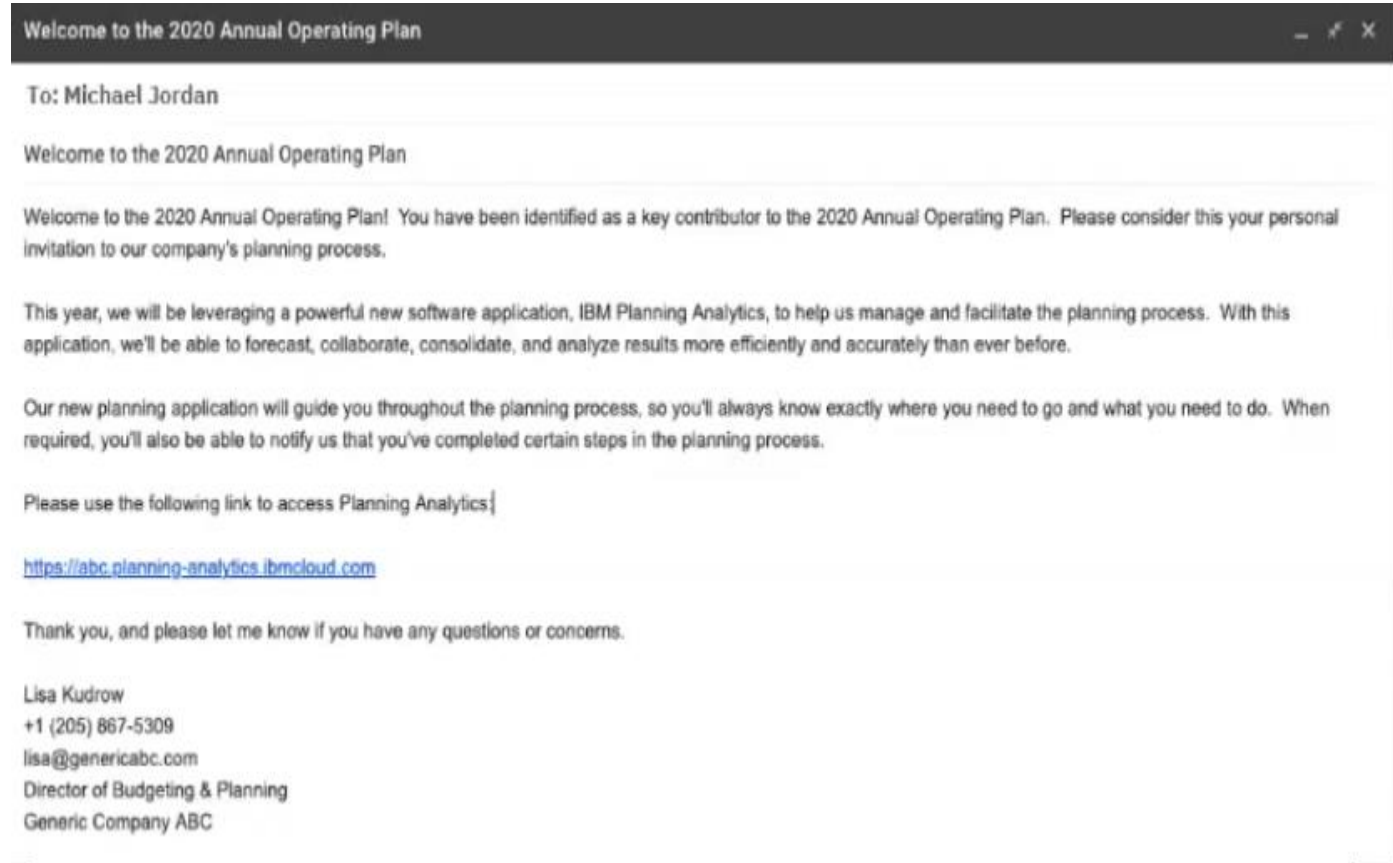 Welcome to the 2020 Annual Operating Plan
To: Michael Jordan
Welcome to the 2020 Annual Operating Plan
Welcome to the 2020 Annual Operating Plan! You have been identified as a key contributor to the 2020 Annual Operating Plan. Please consider this your personal
invitation to our company's planning process.
This year, we will be leveraging a powerful new software application, IBM Planning Analytics, to help us manage and facilitate the planning process. With this
application, we'll be able to forecast, collaborate, consolidate, and analyze results more efficiently and accurately than ever before.
Our new planning application will guide you throughout the planning process, so you'll always know exactly where you need to go and what you need to do. When
required, you'll also be able to notify us that you've completed certain steps in the planning process.
Please use the following link to access Planning Analytics:
https://abc.planning-analytics.ibmcloud.com
Thank you, and please let me know if you have any questions or concerns.
Lisa Kudrow
+1 (205) 867-5309
lisa@genericabc.com
Director of Budgeting & Planning
Generic Company ABC